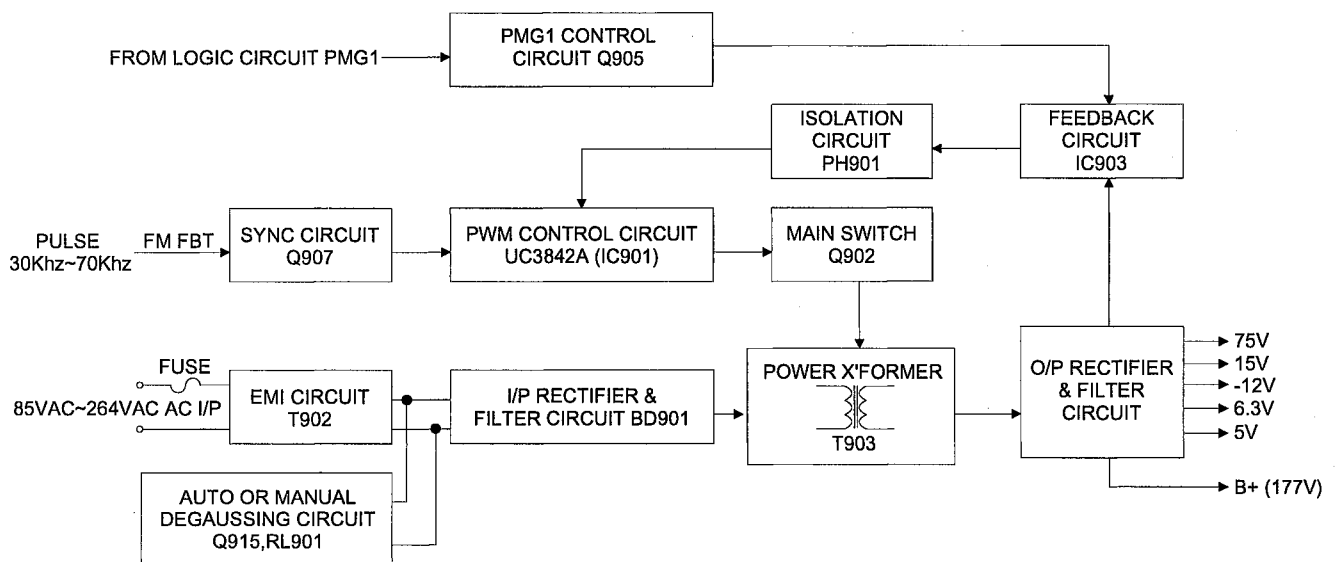 PMG1 CONTROL
CIRCUIT Q905
FROM LOGIC CIRCUIT PMG1
ISOLATION
CIRCUIT
PH901
FEEDBACK
CIRCUIT
IC903
PULSE
30Khz~70Khz
FM FBT
SYNC CIRCUIT
Q907
PWM CONTROL CIRCUIT
UC3842A (IC901)
MAIN SWITCH
Q902
FUSE
85VAC~264VAC AC I/P
EMI CIRCUIT
T902
I/P RECTIFIER &
FILTER CIRCUIT BD901
POWER X'FORMER
T903
O/P RECTIFIER
& FILTER
CIRCUIT
75V
15V
-12V
6.3V
5V
B+ (177V)
AUTO OR MANUAL
DEGAUSSING CIRCUIT
Q915,RL901